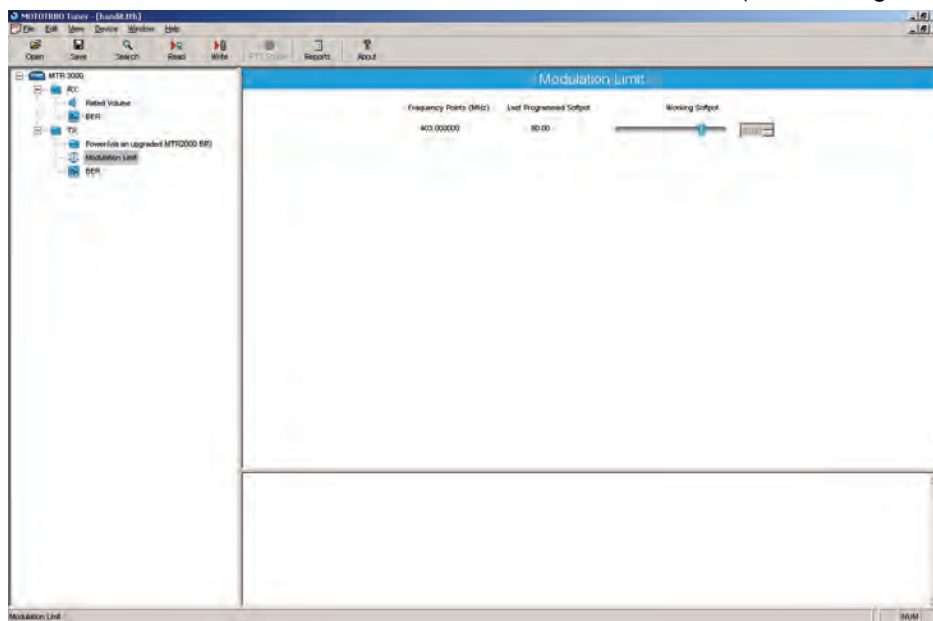 MOTOTRBO Tuner - [bandit.ttb]
File Edit View Device Window Help
Open Save Search Read Write Reports About
MTR 3000
RX
Rated Volume
BER
TX
Power(via an upgraded MTR2000 BR)
Modulation Limit
BER
Modulation Limit
Frequency Points (MHz) Last Programmed Softpot Working Softpot
403.000000 80.00
Modulation Limit NUM